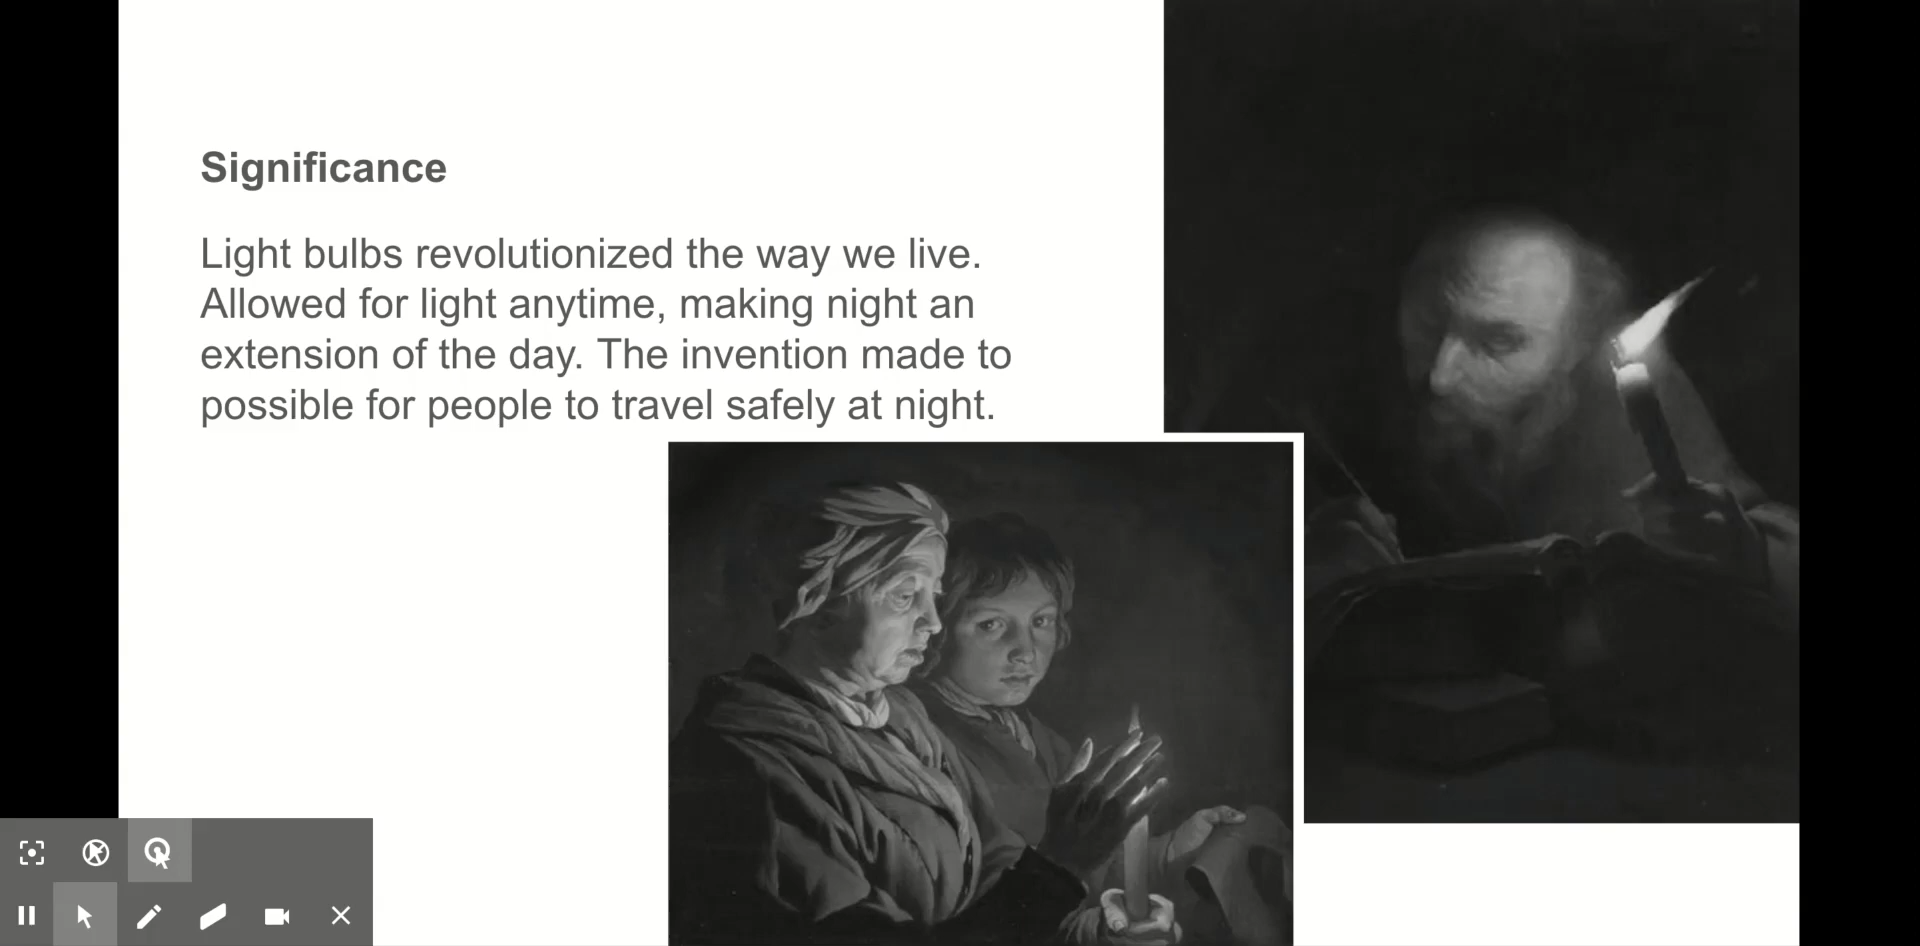 Significance
Light bulbs revolutionized the way we live.
Allowed for light anytime, making night an
extension of the day. The invention made to
possible for people to travel safely at night.